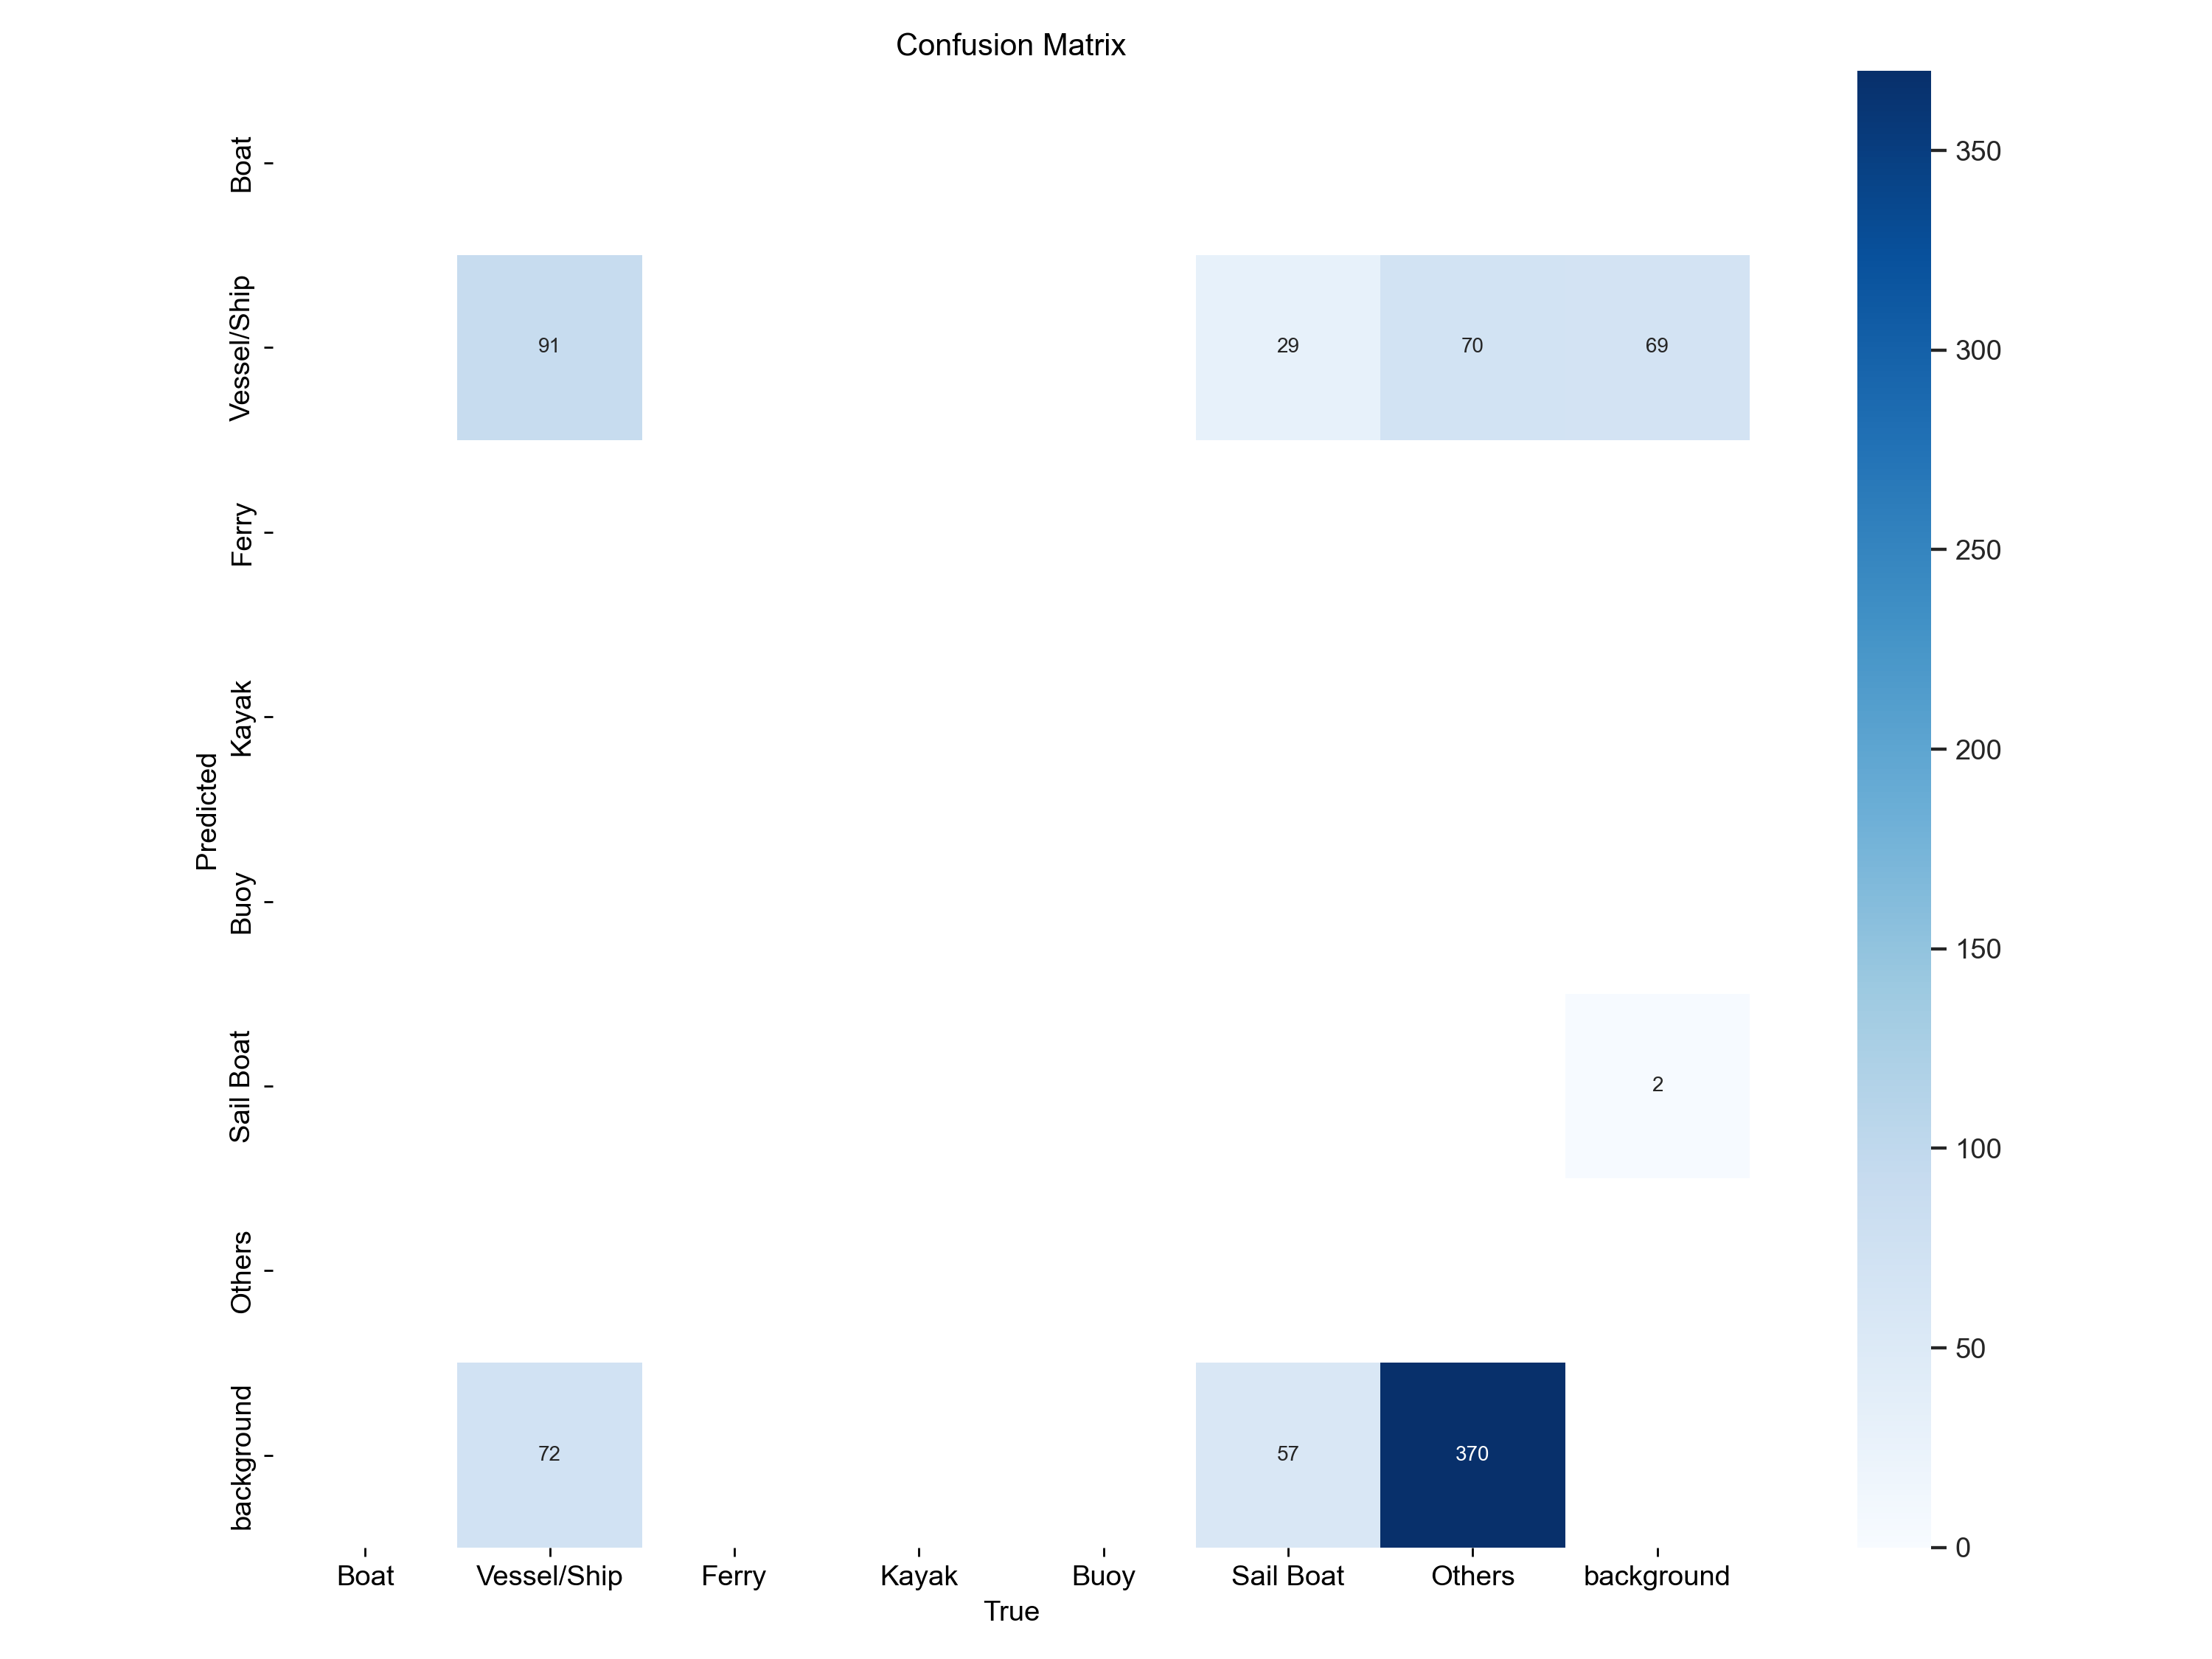 Confusion Matrix
Boat
Vessel/Ship
Ferry
Kayak
Buoy
Sail Boat
Others
background
Predicted
91
29
70
69
2
72
57
370
Boat
Vessel/Ship
Ferry
Kayak
Buoy
Sail Boat
Others
background
True
350
300
250
200
150
100
50
0